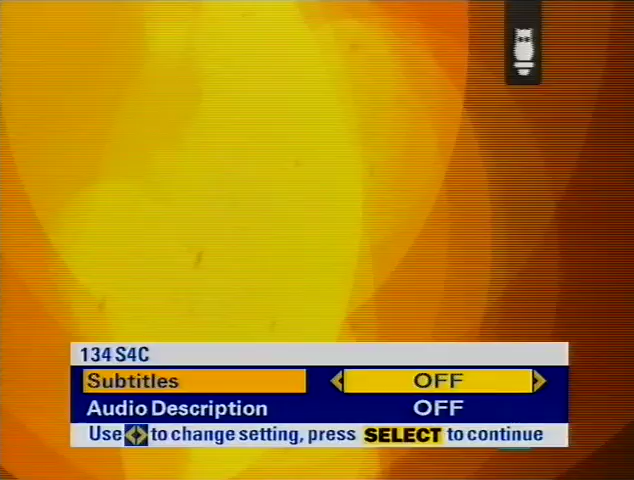 134 S4C
Subtitles OFF
Audio Description OFF
Use to change setting, press SELECT to continue